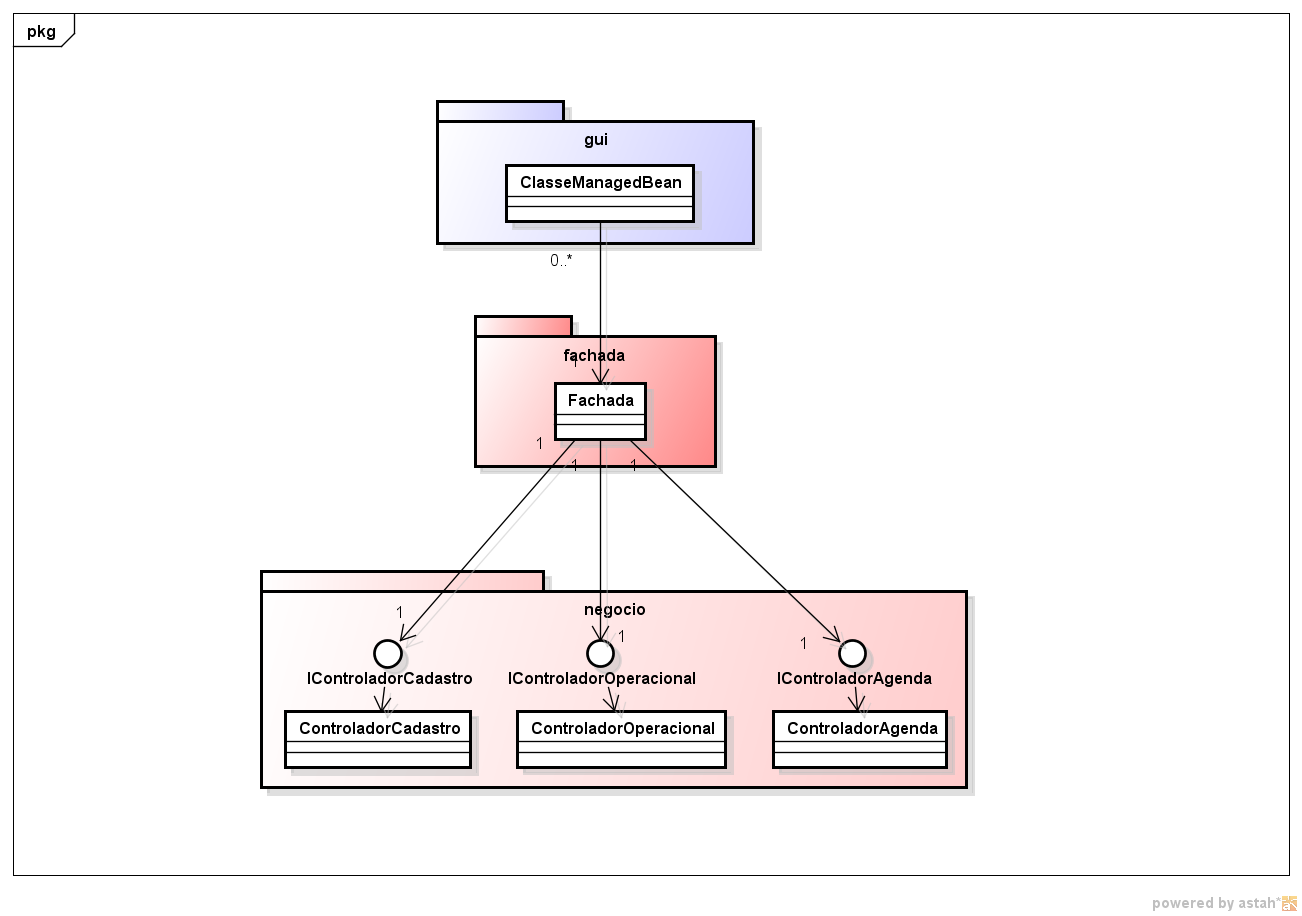 pkg
gui
ClasseManagedBean
0..*
fachada
1
Fachada
1
1
1
negocio
1
1
1
IControladorCadastro
IControladorOperacional
IControladorAgenda
ControladorCadastro
ControladorOperacional
ControladorAgenda
powered by astah*